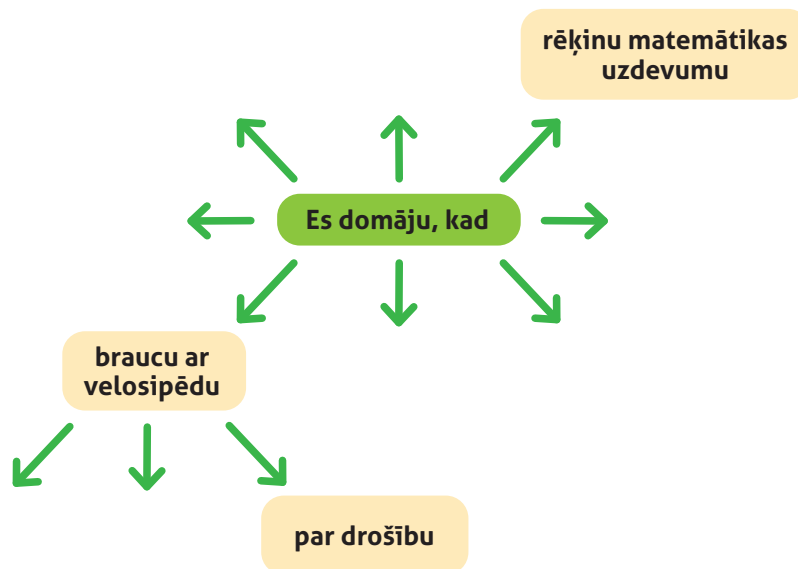 rēķinu matemātikas
uzdevumu
Es domāju, kad
braucu ar
velosipēdu
par drošību